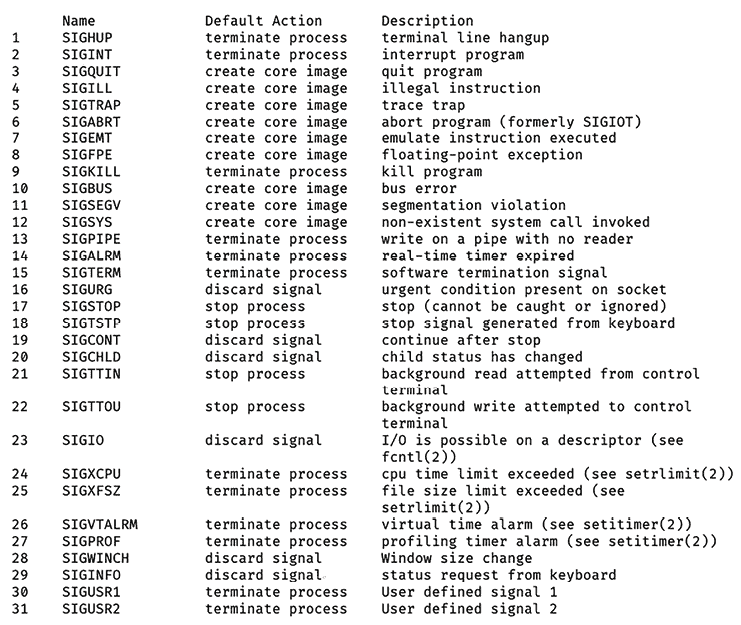 Name Default Action Description
1 SIGHUP terminate process terminal line hangup
2 SIGINT terminate process interrupt program
3 SIGQUIT create core image quit program
4 SIGILL create core image illegal instruction
5 SIGTRAP create core image trace trap
6 SIGABRT create core image abort program (formerly SIGIOT)
7 SIGEMT create core image emulate instruction executed
8 SIGFPE create core image floating-point exception
9 SIGKILL terminate process kill program
10 SIGBUS create core image bus error
11 SIGSEGV create core image segmentation violation
12 SIGSYS create core image non-existent system call invoked
13 SIGPIPE terminate process write on a pipe with no reader
14 SIGALRM terminate process real-time timer expired
15 SIGTERM terminate process software termination signal
16 SIGURG discard signal urgent condition present on socket
17 SIGSTOP stop process stop (cannot be caught or ignored)
18 SIGTSTP stop process stop signal generated from keyboard
19 SIGCONT discard signal continue after stop
20 SIGCHLD discard signal child status has changed
21 SIGTTIN stop process background read attempted from control
terminal
22 SIGTTOU stop process background write attempted to control
terminal
23 SIGIO discard signal I/O is possible on a descriptor (see
fcntl(2))
24 SIGXCPU terminate process cpu time limit exceeded (see setrlimit(2))
25 SIGXFSZ terminate process file size limit exceeded (see
setrlimit(2))
26 SIGVTALRM terminate process virtual time alarm (see setitimer(2))
27 SIGPROF terminate process profiling timer alarm (see setitimer(2))
28 SIGWINCH discard signal Window size change
29 SIGINFO discard signal status request from keyboard
30 SIGUSR1 terminate process User defined signal 1
31 SIGUSR2 terminate process User defined signal 2